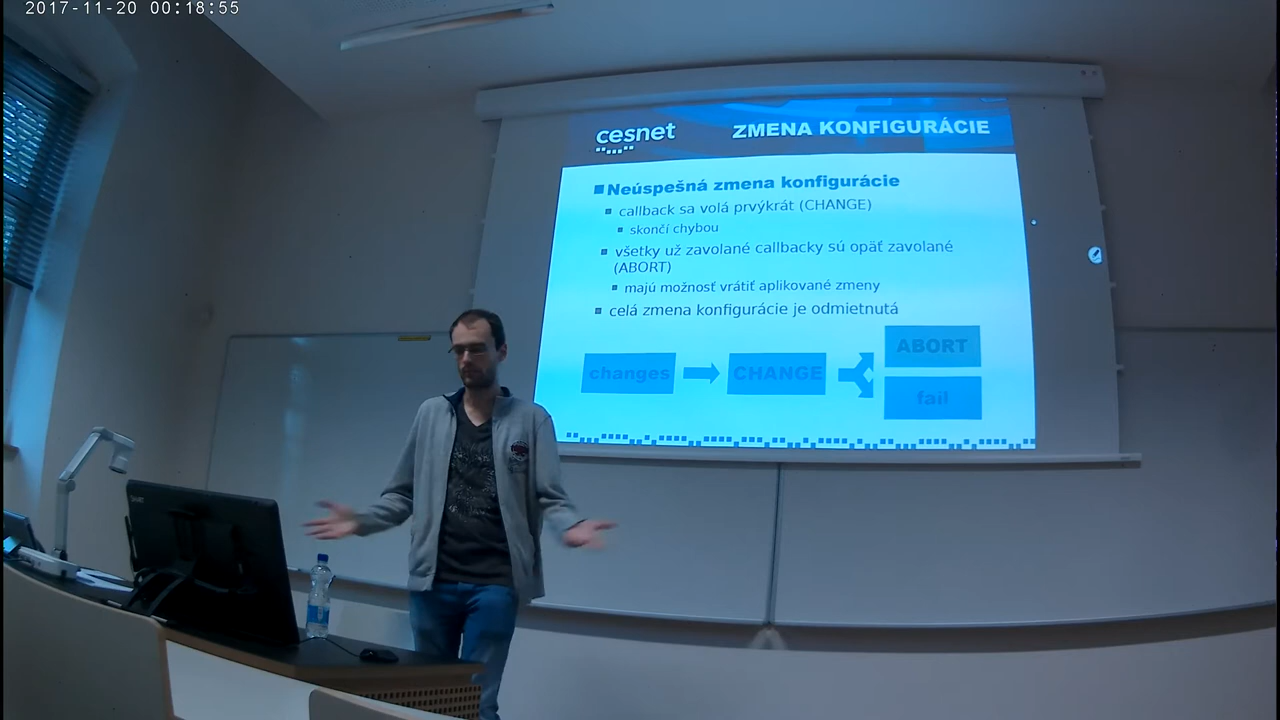 2017-11-20 00:18:55
cesnet
ZMENA KONFIGURÁCIE
Neúspešná zmena konfigurácie
callback sa volá prvýkrát (CHANGE)
skončí chybou
všetky už zavolané callbacky sú opäť zavolané
(ABORT)
majú možnosť vrátiť aplikované zmeny
celá zmena konfigurácie je odmietnutá
changes
CHANGE
ABORT
fail